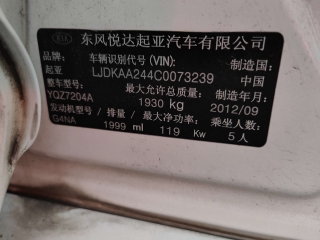 KIA 东风悦达起亚汽车有限公司
品牌: 车辆识别代号(VIN): 制造国:
起亚 LJDKAA244C0073239 中国
整车型号: 最大允许总质量: 制造年月:
YQZ7204A 1930 kg 2012/09
发动机型号 / 排量 / 最大净功率: 乘坐人数:
G4NA 1999 ml 119 Kw 5人